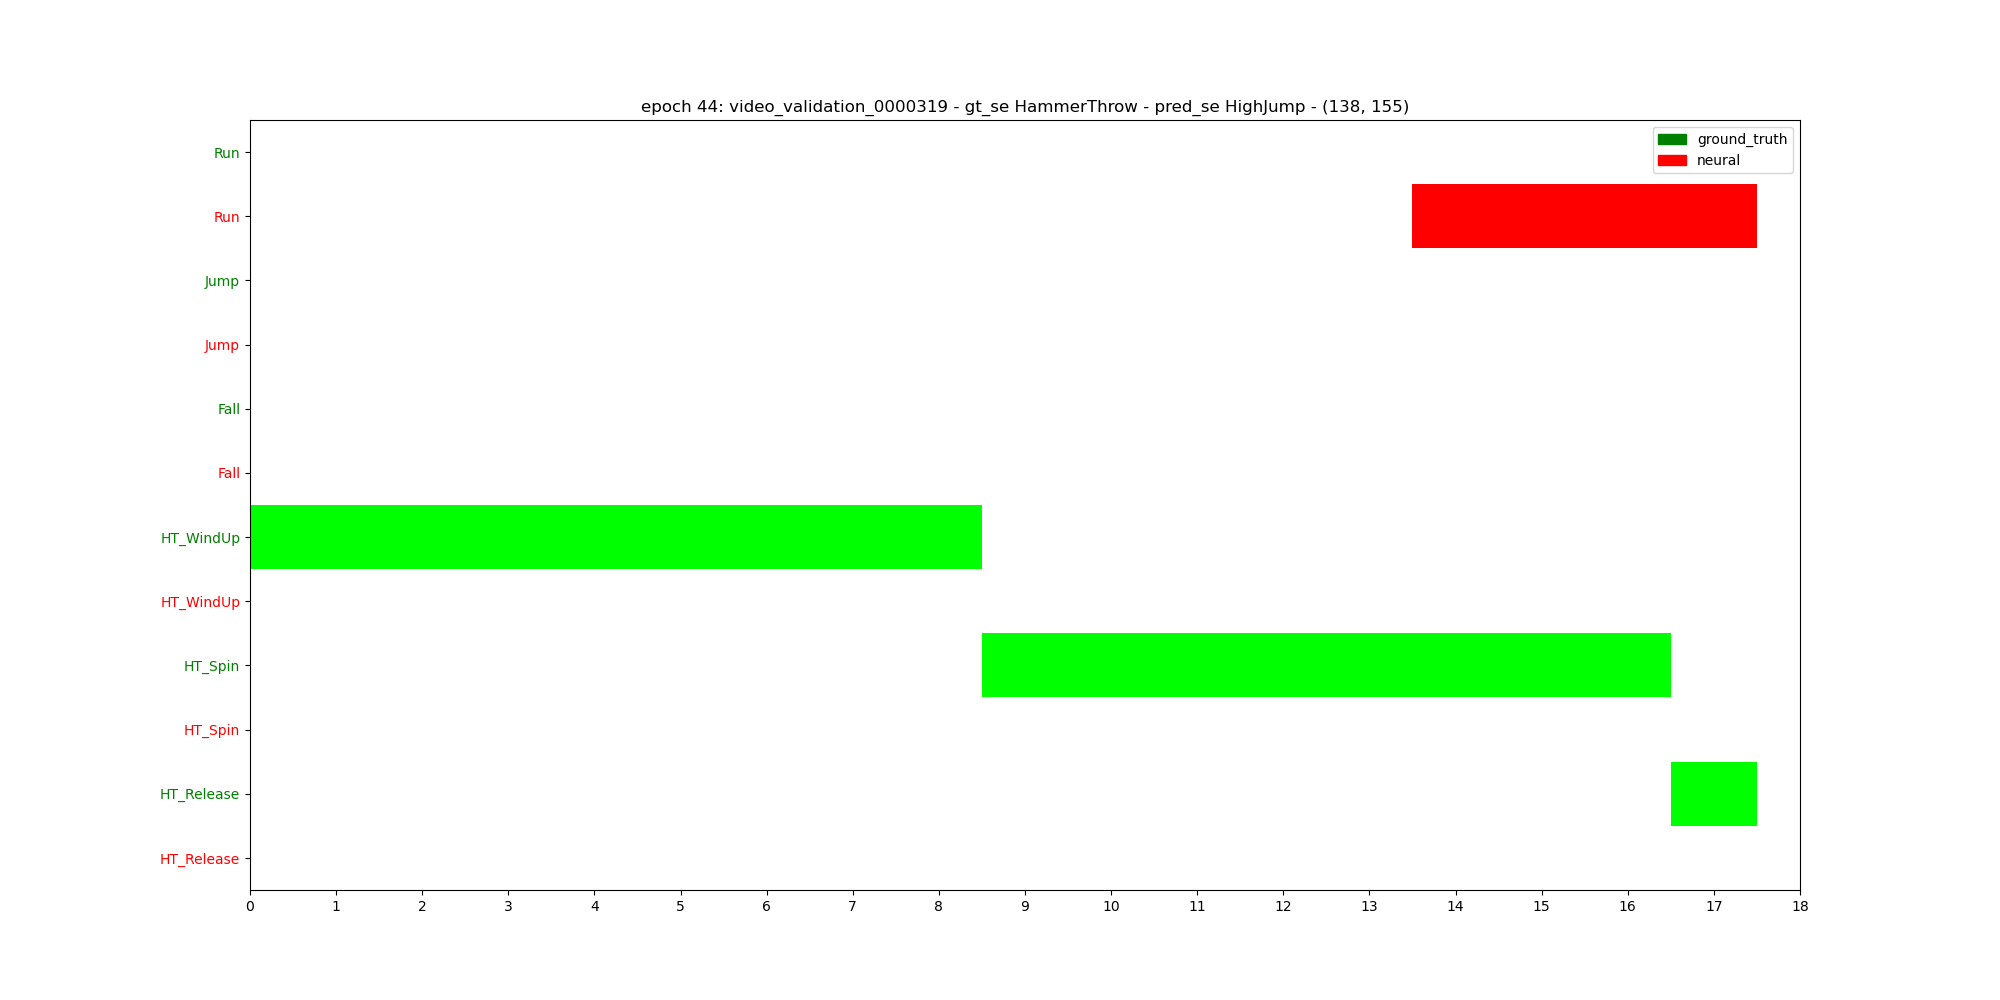 epoch 44: video_validation_0000319 - gt_se HammerThrow - pred_se HighJump - (138, 155)
ground_truth
neural
Run
Run
Jump
Jump
Fall
Fall
HT_WindUp
HT_WindUp
HT_Spin
HT_Spin
HT_Release
HT_Release
0 1 2 3 4 5 6 7 8 9 10 11 12 13 14 15 16 17 18